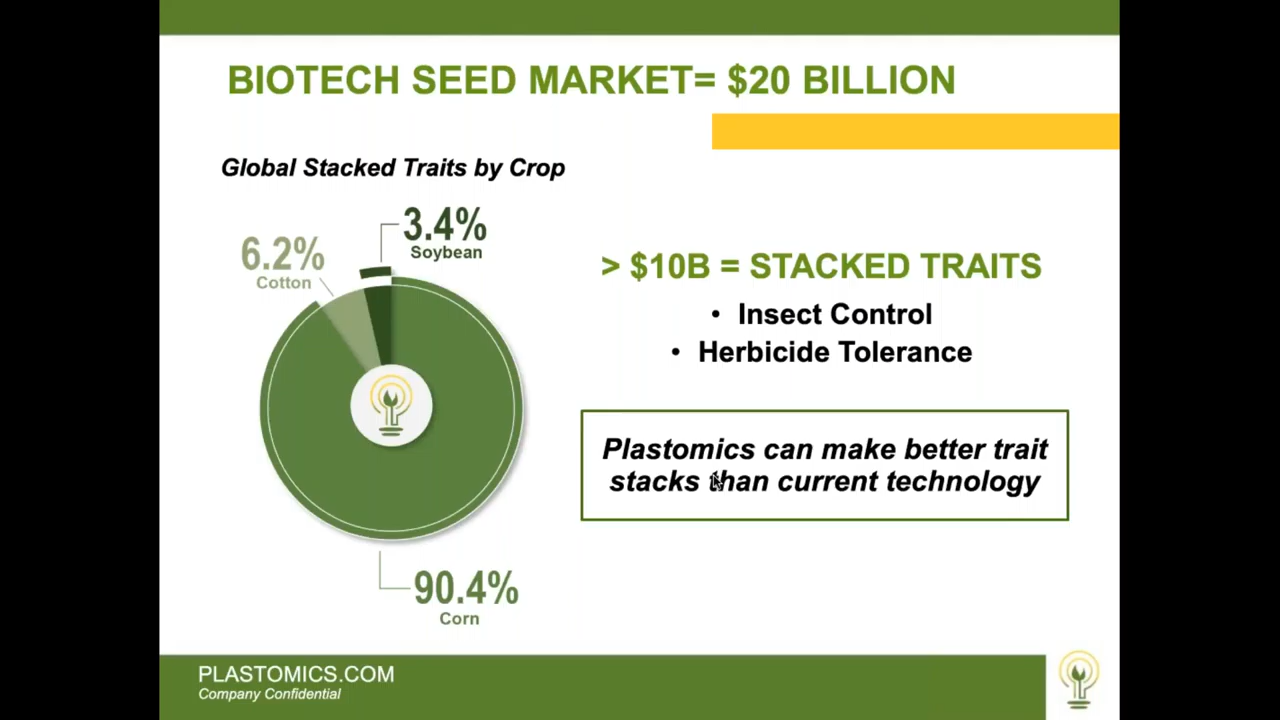 BIOTECH SEED MARKET= $20 BILLION
Global Stacked Traits by Crop
3.4%
Soybean
6.2%
Cotton
90.4%
Corn
> $10B = STACKED TRAITS
• Insect Control
• Herbicide Tolerance
Plastomics can make better trait
stacks than current technology
PLASTOMICS.COM
Company Confidential